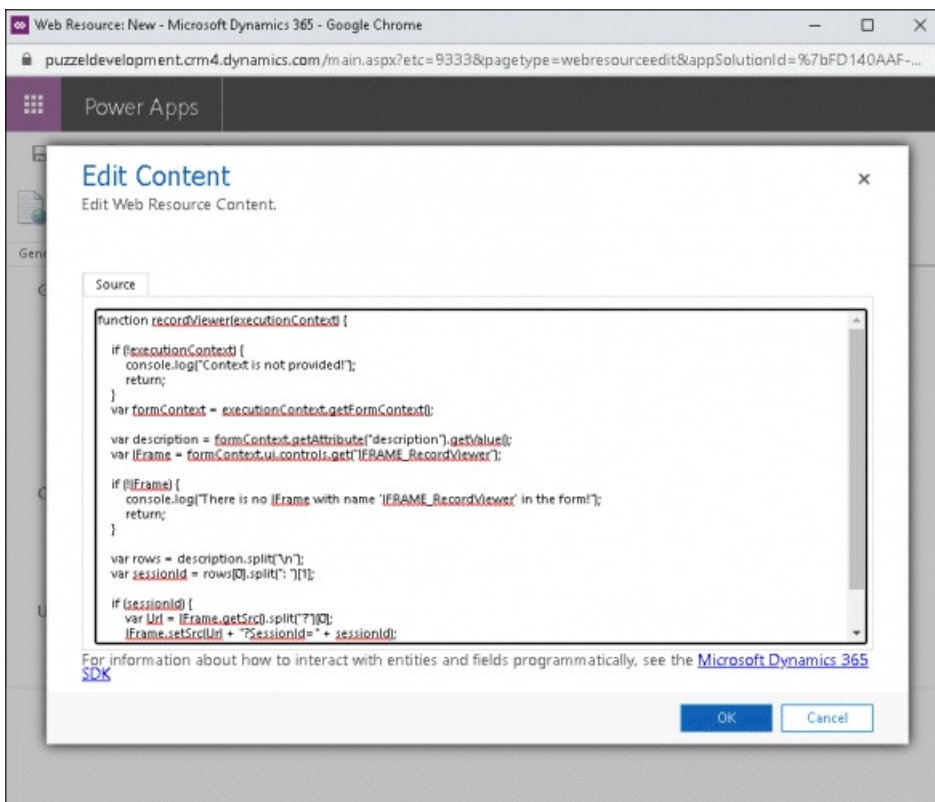 Web Resource: New - Microsoft Dynamics 365 - Google Chrome
puzzeldevelopment.crm4.dynamics.com/main.aspx?etc=9333&pagetype=webresourceedit&appSolutionId=%7bFD140AAF-...
Power Apps
Edit Content
Edit Web Resource Content.
Gene
Source
function recordViewer(executionContext) {
if (!executionContext) {
console.log("Context is not provided!");
return;
}
var formContext = executionContext.getFormContext();
var description = formContext.getAttribute("description").getValue();
var IFrame = formContext.ui.controls.get("IFRAME_RecordViewer");
if (!IFrame) {
console.log("There is no IFrame with name 'IFRAME_RecordViewer' in the form!");
return;
}
var rows = description.split("\n");
var sessionId = rows[0].split(": ")[1];
if (sessionId) {
var Url = IFrame.getSrc().split("?")[0];
IFrame.setSrc(Url + "?SessionId=" + sessionId);
For information about how to interact with entities and fields programmatically, see the Microsoft Dynamics 365
SDK
OK
Cancel